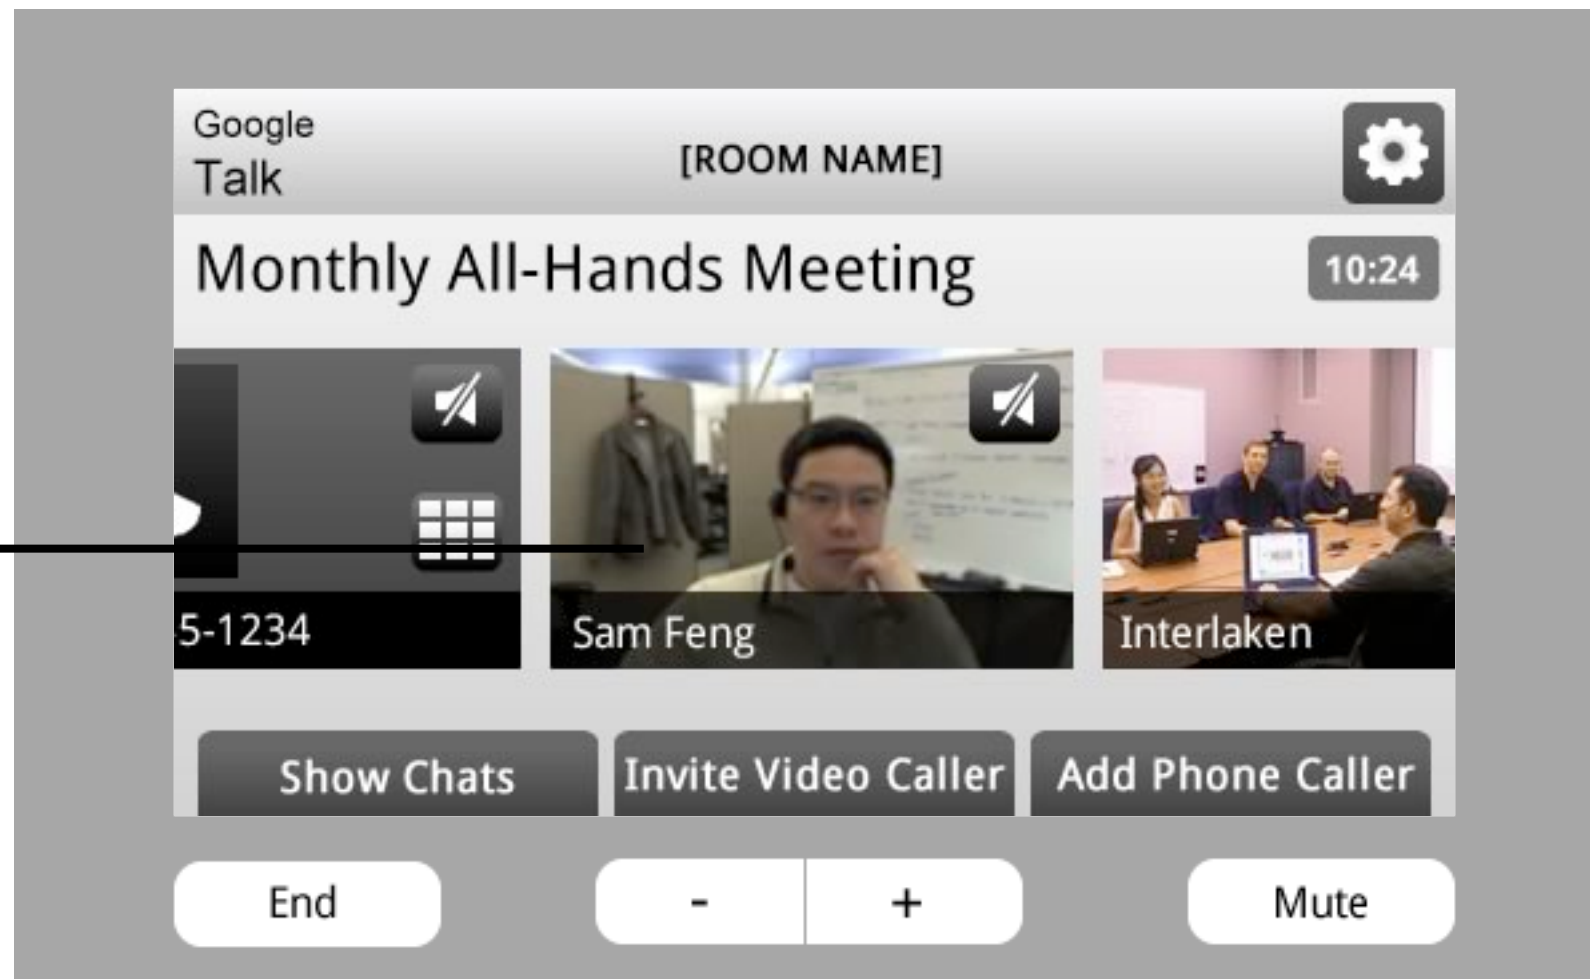 Google
Talk
[ROOM NAME]
Monthly All-Hands Meeting
10:24
5-1234
Sam Feng
Interlaken
Show Chats
Invite Video Caller
Add Phone Caller
End
-
+
Mute